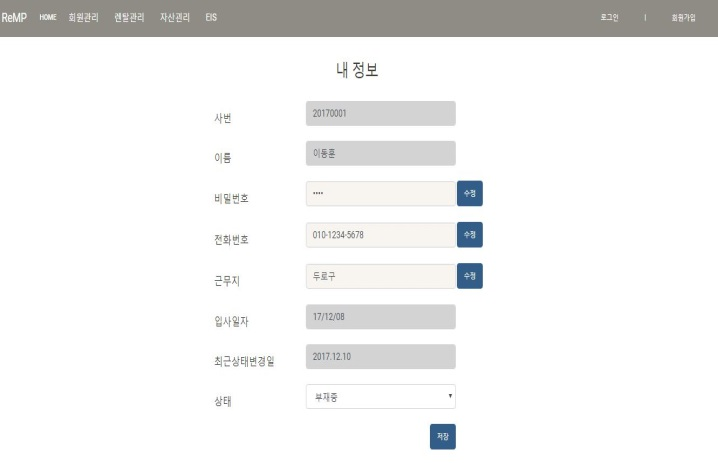 ReMP HOME 회원관리 렌탈관리 자산관리 EIS 로그인 | 회원가입
내 정보
사번 20170001
이름 이동훈
비밀번호 •••• 수정
전화번호 010-1234-5678 수정
근무지 두로구 수정
입사일자 17/12/08
최근상태변경일 2017.12.10
상태 부재중
저장